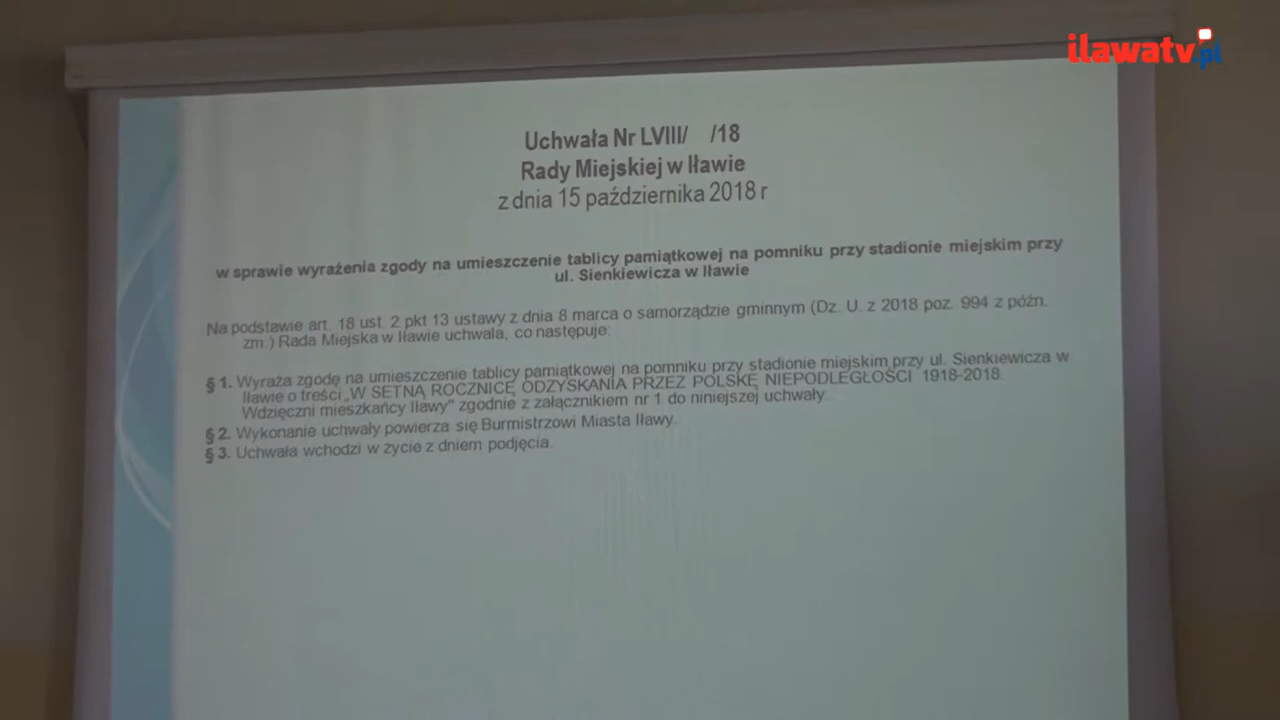 ilawatv.pl
Uchwała Nr LVIII/ /18
Rady Miejskiej w Iławie
z dnia 15 października 2018 r
w sprawie wyrażenia zgody na umieszczenie tablicy pamiątkowej na pomniku przy stadionie miejskim przy
ul. Sienkiewicza w Iławie
Na podstawie art. 18 ust. 2 pkt 13 ustawy z dnia 8 marca o samorządzie gminnym (Dz. U. z 2018 poz. 994 z późn.
zm.) Rada Miejska w Iławie uchwala, co następuje:
§ 1. Wyraża zgodę na umieszczenie tablicy pamiątkowej na pomniku przy stadionie miejskim przy ul. Sienkiewicza w
Iławie o treści „W SETNĄ ROCZNICĘ ODZYSKANIA PRZEZ POLSKĘ NIEPODLEGŁOŚCI 1918-2018.
Wdzięczni mieszkańcy Iławy" zgodnie z załącznikiem nr 1 do niniejszej uchwały.
§ 2. Wykonanie uchwały powierza się Burmistrzowi Miasta Iławy.
§ 3. Uchwała wchodzi w życie z dniem podjęcia.